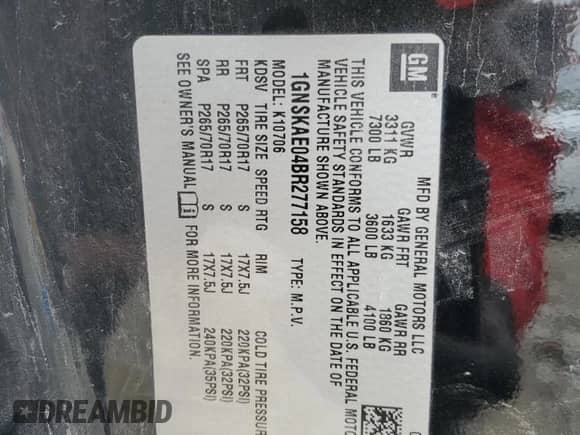 GM
MFD BY GENERAL MOTORS LLC
GVWR GAWR FRT GAWR RR
3311 KG 1633 KG 1860 KG
7300 LB 3600 LB 4100 LB
THIS VEHICLE CONFORMS TO ALL APPLICABLE U.S. FEDERAL
VEHICLE SAFETY STANDARDS IN EFFECT ON THE DATE OF
MANUFACTURE SHOWN ABOVE.
1GNSKAE04BR277158 TYPE: M.P.V.
MODEL: K10706
KDSV TIRE SIZE SPEED RTG RIM COLD TIRE PRESSURE
FRT P265/70R17 S 17X7.5J 220KPA(32PSI)
RR P265/70R17 S 17X7.5J 220KPA(32PSI)
SPA P265/70R17 S 17X7.5J 240KPA(35PSI)
SEE OWNER'S MANUAL i FOR MORE INFORMATION.
DREAMBID